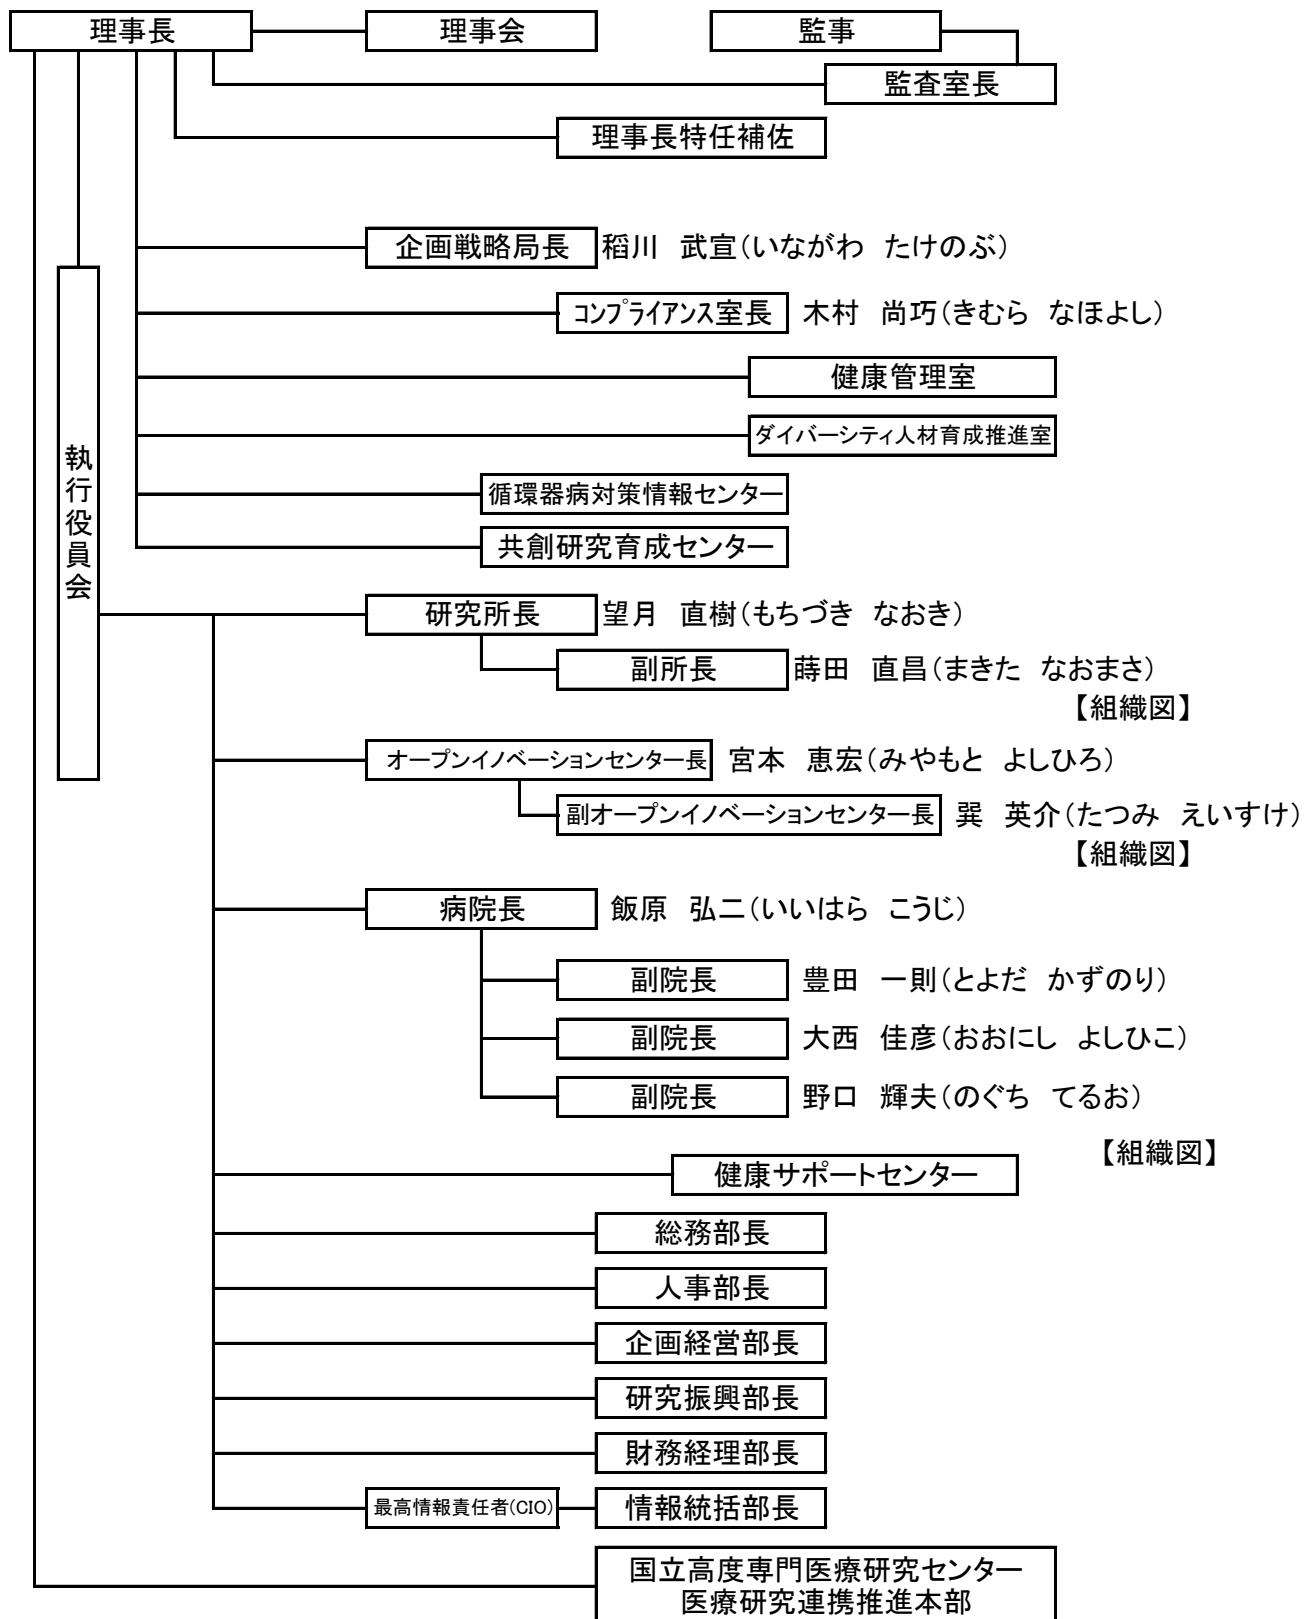 理事長 理事会 監事
監査室長
理事長特任補佐
企画戦略局長 稲川 武宣(いながわ たけのぶ)
コンプライアンス室長 木村 尚巧(きむら なほよし)
健康管理室
ダイバーシティ人材育成推進室
執行役員会
循環器病対策情報センター
共創研究育成センター
研究所長 望月 直樹(もちづき なおき)
副所長 蒔田 直昌(まきた なおまさ)
【組織図】
オープンイノベーションセンター長 宮本 恵宏(みやもと よしひろ)
副オープンイノベーションセンター長 巽 英介(たつみ えいすけ)
【組織図】
病院長 飯原 弘二(いいはら こうじ)
副院長 豊田 一則(とよだ かずのり)
副院長 大西 佳彦(おおにし よしひこ)
副院長 野口 輝夫(のぐち てるお)
【組織図】
健康サポートセンター
総務部長
人事部長
企画経営部長
研究振興部長
財務経理部長
最高情報責任者(CIO) 情報統括部長
国立高度専門医療研究センター
医療研究連携推進本部